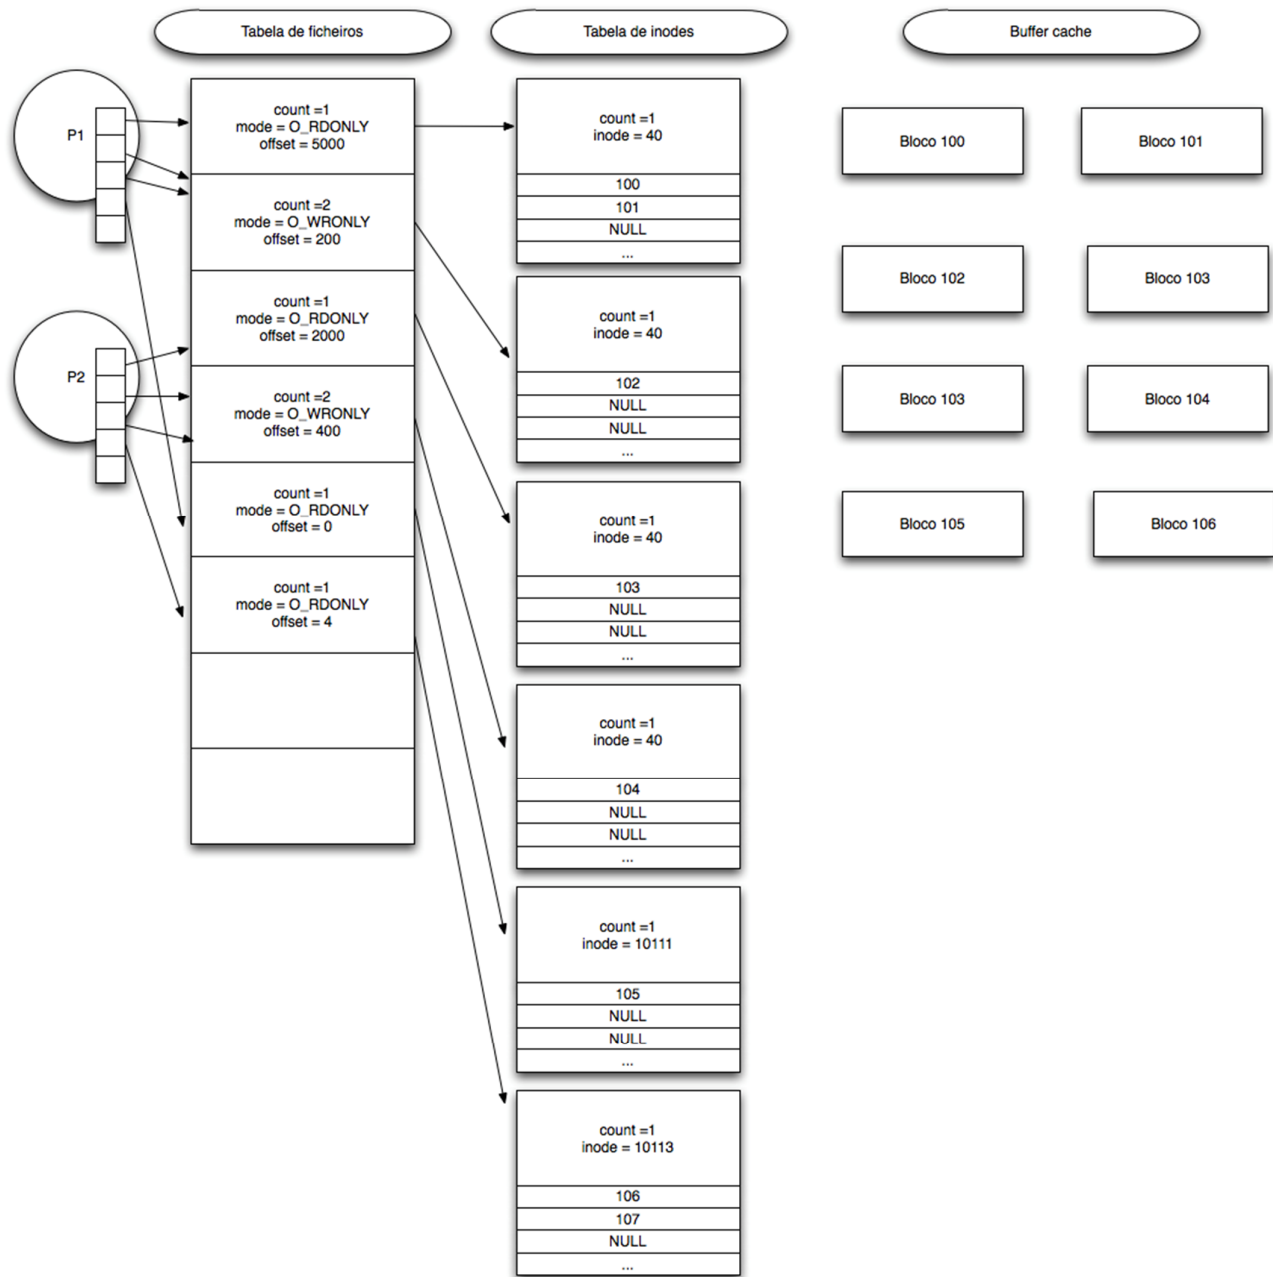 Tabela de ficheiros
Tabela de inodes
Buffer cache
P1
P2
count =1
mode = O_RDONLY
offset = 5000
count =2
mode = O_WRONLY
offset = 200
count =1
mode = O_RDONLY
offset = 2000
count =2
mode = O_WRONLY
offset = 400
count =1
mode = O_RDONLY
offset = 0
count =1
mode = O_RDONLY
offset = 4
count =1
inode = 40
100
101
NULL
...
count =1
inode = 40
102
NULL
NULL
...
count =1
inode = 40
103
NULL
NULL
...
count =1
inode = 40
104
NULL
NULL
...
count =1
inode = 10111
105
NULL
NULL
...
count =1
inode = 10113
106
107
NULL
...
Bloco 100
Bloco 101
Bloco 102
Bloco 103
Bloco 103
Bloco 104
Bloco 105
Bloco 106